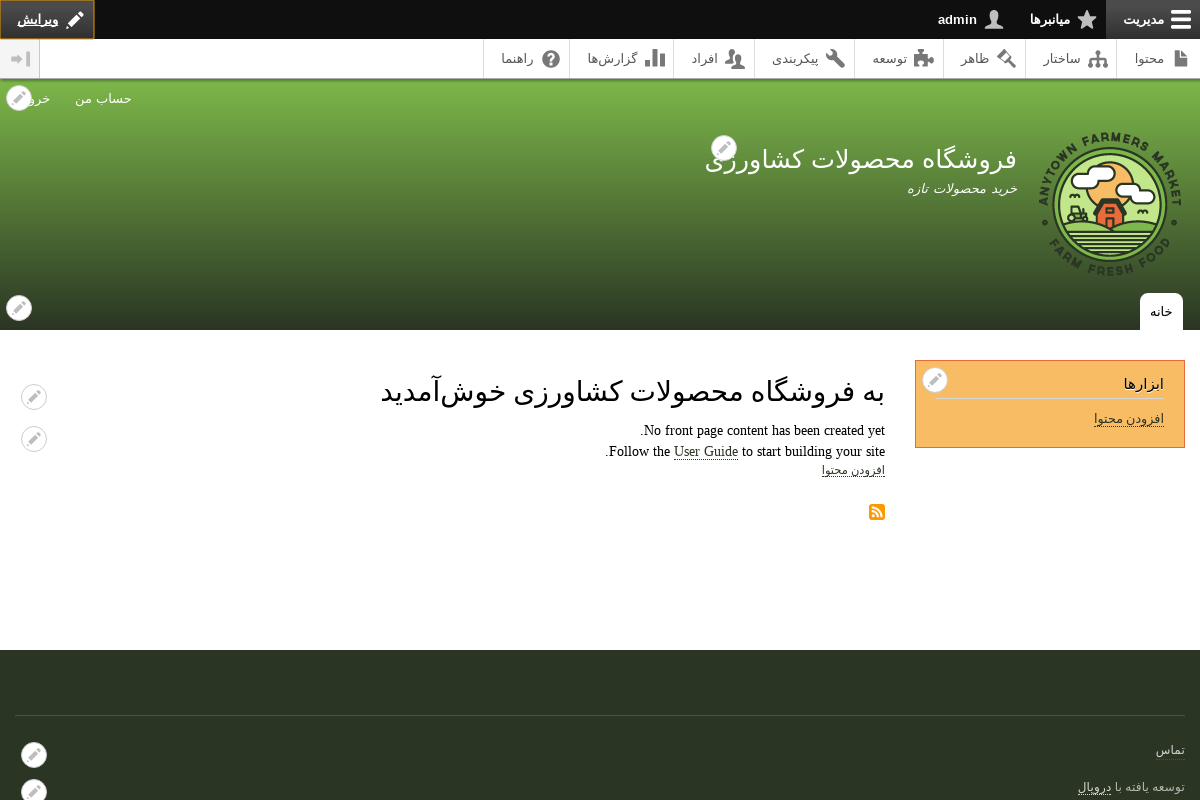 مدیریت
میانبرها
admin
ویرایش
محتوا
ساختار
ظاهر
توسعه
پیکربندی
افراد
گزارش‌ها
راهنما
حساب من
ANYTOWN FARMERS MARKET
FARM FRESH FOOD
فروشگاه محصولات کشاورزی
خرید محصولات تازه
خانه
ابزارها
افزودن محتوا
به فروشگاه محصولات کشاورزی خوش‌آمدید
.No front page content has been created yet
.Follow the User Guide to start building your site
افزودن محتوا
تماس
توسعه یافته با دروپال